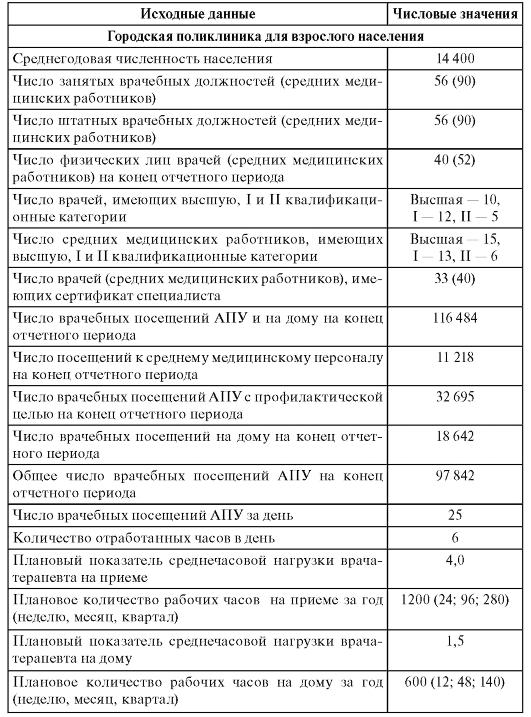 Исходные данные Числовые значения
Городская поликлиника для взрослого населения
Среднегодовая численность населения 14 400
Число занятых врачебных должностей (средних меди-
цинских работников) 56 (90)
Число штатных врачебных должностей (средних меди-
цинских работников) 56 (90)
Число физических лиц врачей (средних медицинских
работников) на конец отчетного периода 40 (52)
Число врачей, имеющих высшую, I и II квалификаци-
онные категории
Высшая — 10,
I — 12, II — 5
Число средних медицинских работников, имеющих
высшую, I и II квалификационные категории
Высшая — 15,
I — 13, II — 6
Число врачей (средних медицинских работников), име-
ющих сертификат специалиста 33 (40)
Число врачебных посещений АПУ и на дому на конец
отчетного периода 116 484
Число посещений к среднему медицинскому персоналу
на конец отчетного периода 11 218
Число врачебных посещений АПУ с профилактической
целью на конец отчетного периода 32 695
Число врачебных посещений на дому на конец отчет-
ного периода 18 642
Общее число врачебных посещений АПУ на конец
отчетного периода 97 842
Число врачебных посещений АПУ за день 25
Количество отработанных часов в день 6
Плановый показатель среднечасовой нагрузки врача-
терапевта на приеме 4,0
Плановое количество рабочих часов на приеме за год
(неделю, месяц, квартал) 1200 (24; 96; 280)
Плановый показатель среднечасовой нагрузки врача-
терапевта на дому 1,5
Плановое количество рабочих часов на дому за год
(неделю, месяц, квартал) 600 (12; 48; 140)